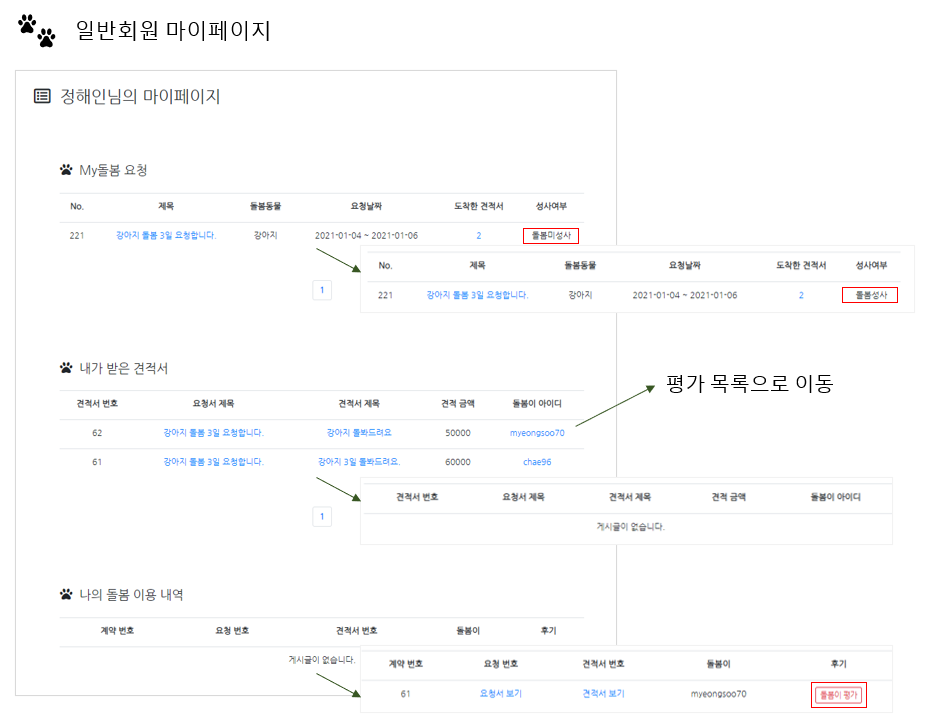 일반회원 마이페이지
정해인님의 마이페이지
My돌봄 요청
No. 제목 돌봄동물 요청날짜 도착한 견적서 성사여부
221 강아지 돌봄 3일 요청합니다. 강아지 2021-01-04 ~ 2021-01-06 2 돌봄미성사
No. 제목 돌봄동물 요청날짜 도착한 견적서 성사여부
221 강아지 돌봄 3일 요청합니다. 강아지 2021-01-04 ~ 2021-01-06 2 돌봄성사
1
내가 받은 견적서
평가 목록으로 이동
견적서 번호 요청서 제목 견적서 제목 견적 금액 돌봄이 아이디
62 강아지 돌봄 3일 요청합니다. 강아지 돌봐드려요 50000 myeongsoo70
61 강아지 돌봄 3일 요청합니다. 강아지 3일 돌봐드려요. 60000 chae96
견적서 번호 요청서 제목 견적서 제목 견적 금액 돌봄이 아이디
게시글이 없습니다.
1
나의 돌봄 이용 내역
계약 번호 요청 번호 견적서 번호 돌봄이 후기
게시글이 없습니다.
계약 번호 요청 번호 견적서 번호 돌봄이 후기
61 요청서 보기 견적서 보기 myeongsoo70 돌봄이 평가